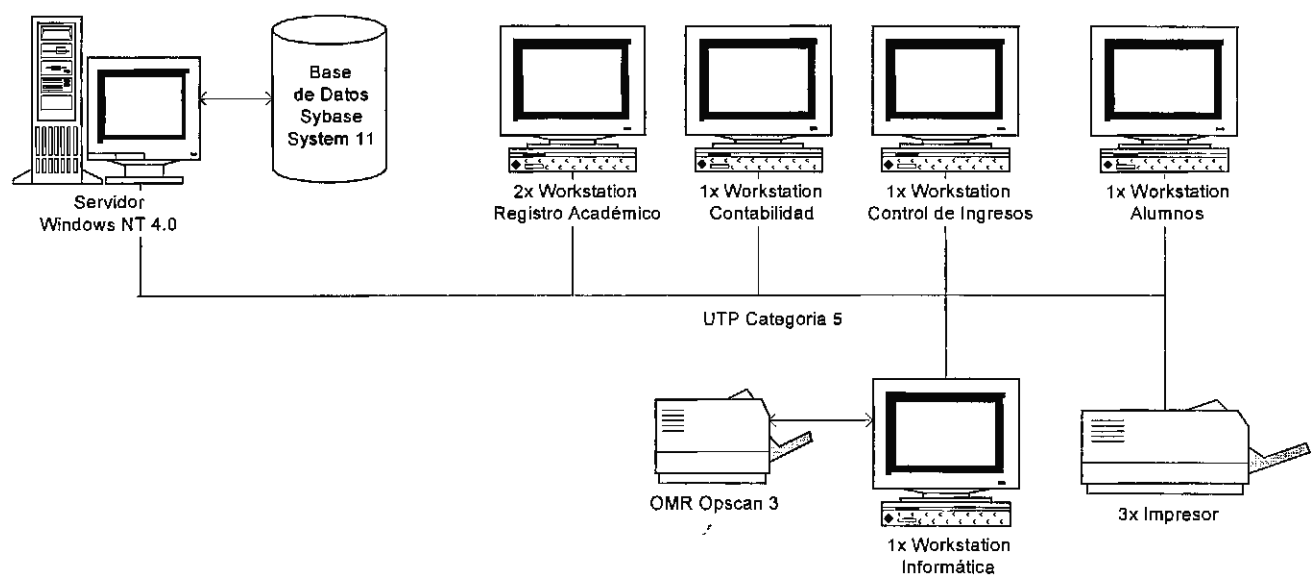 Base
de Datos
Sybase
System 11
Servidor
Windows NT 4.0
2x Workstation
Registro Académico
1x Workstation
Contabilidad
1x Workstation
Control de Ingresos
1x Workstation
Alumnos
UTP Categoria 5
OMR Opscan 3
1x Workstation
Informática
3x Impresor